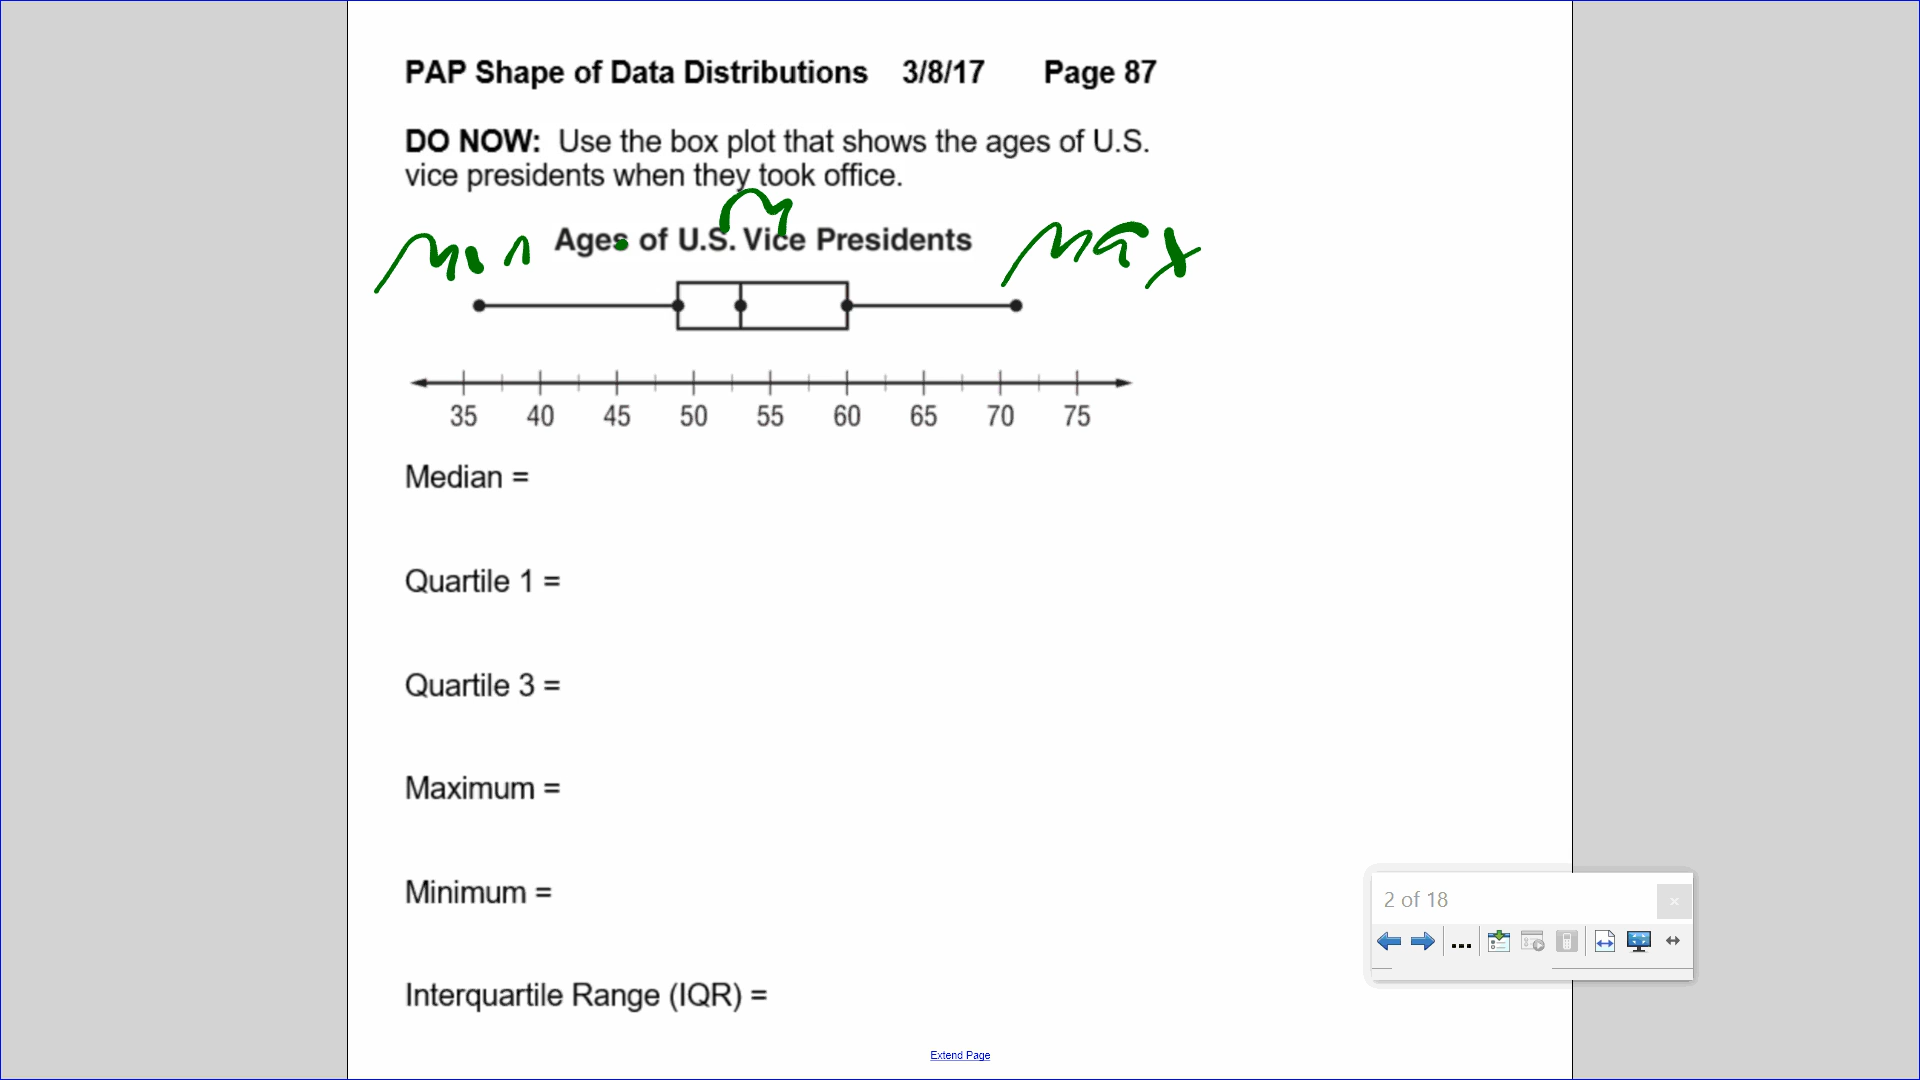 PAP Shape of Data Distributions 3/8/17 Page 87
DO NOW: Use the box plot that shows the ages of U.S.
vice presidents when they took office.
m
min Ages of U.S. Vice Presidents max
35 40 45 50 55 60 65 70 75
Median =
Quartile 1 =
Quartile 3 =
Maximum =
Minimum =
2 of 18
Interquartile Range (IQR) =
Extend Page